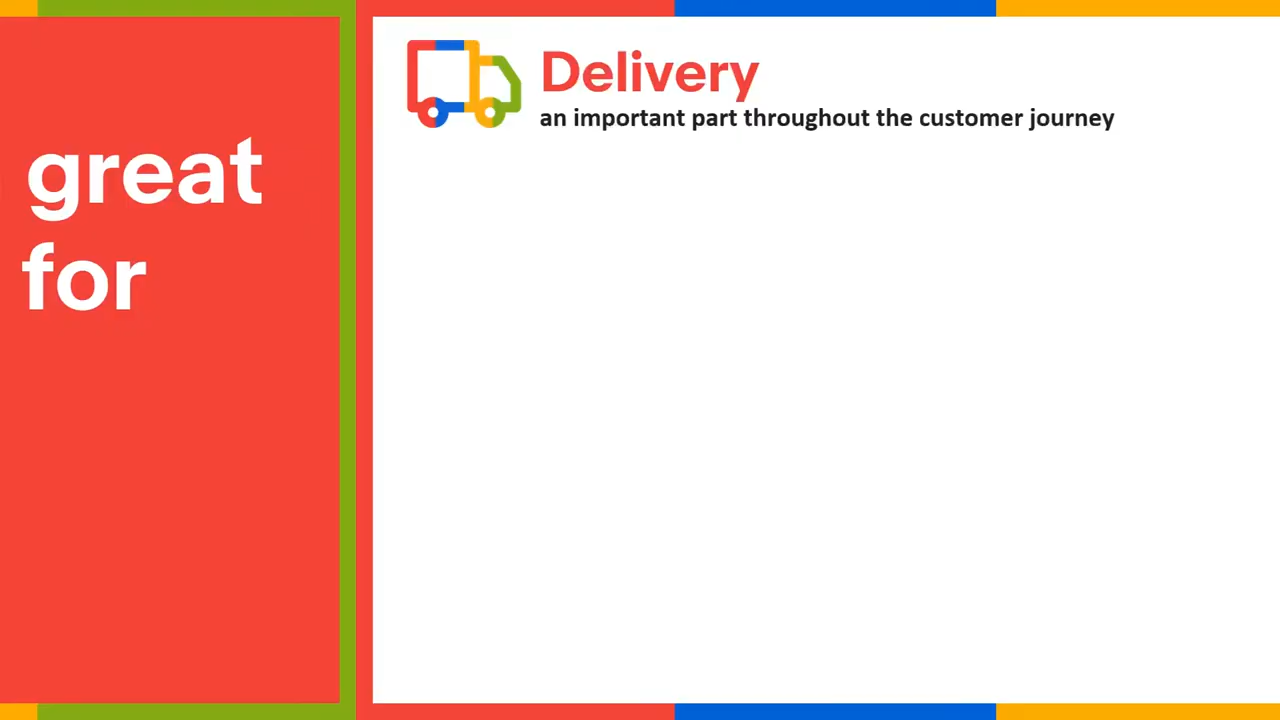 great
for
Delivery
an important part throughout the customer journey